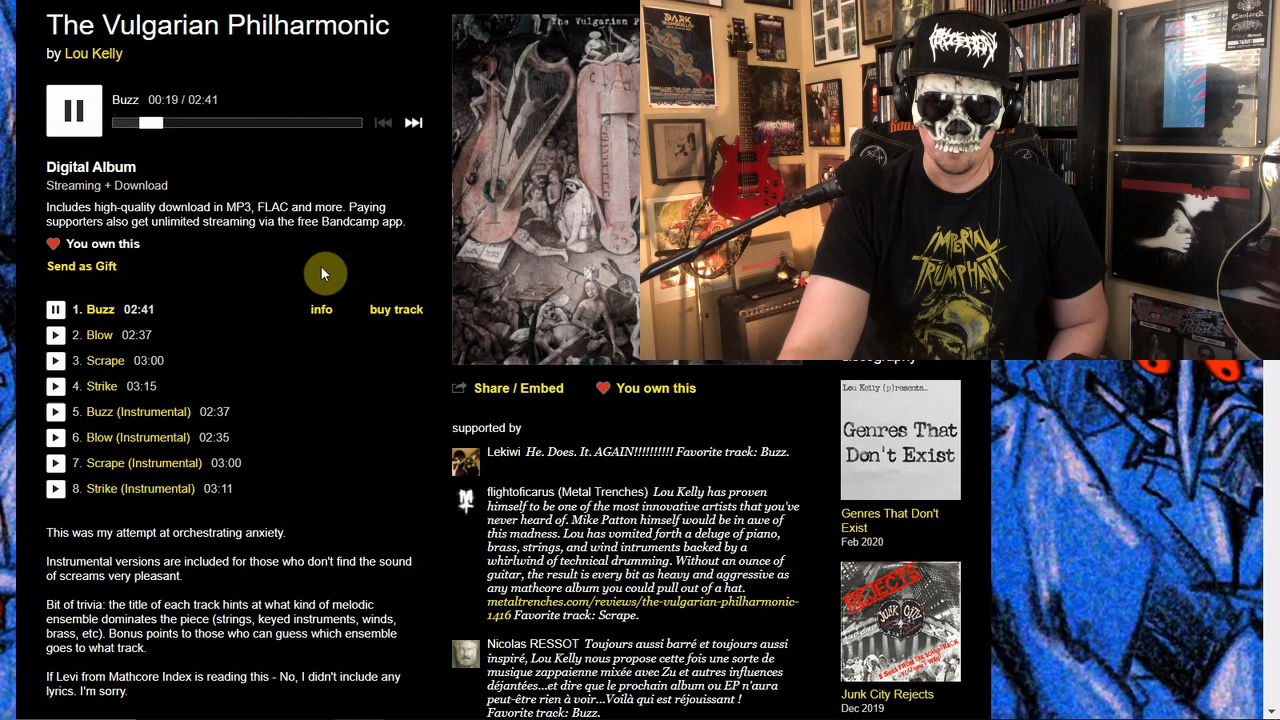 The Vulgarian Philharmonic
by Lou Kelly
Buzz 00:19 / 02:41
Digital Album
Streaming + Download
Includes high-quality download in MP3, FLAC and more. Paying
supporters also get unlimited streaming via the free Bandcamp app.
You own this
Send as Gift
1. Buzz 02:41 info buy track
2. Blow 02:37
3. Scrape 03:00
4. Strike 03:15
5. Buzz (Instrumental) 02:37
6. Blow (Instrumental) 02:35
7. Scrape (Instrumental) 03:00
8. Strike (Instrumental) 03:11
This was my attempt at orchestrating anxiety.
Instrumental versions are included for those who don't find the sound
of screams very pleasant.
Bit of trivia: the title of each track hints at what kind of melodic
ensemble dominates the piece (strings, keyed instruments, winds,
brass, etc). Bonus points to those who can guess which ensemble
goes to what track.
If Levi from Mathcore Index is reading this - No, I didn't include any
lyrics. I'm sorry.
The Vulgarian P
Share / Embed You own this
supported by
Lekiwi He. Does. It. AGAIN!!!!!!!!!! Favorite track: Buzz.
flightoficarus (Metal Trenches) Lou Kelly has proven
himself to be one of the most innovative artists that you've
never heard of. Mike Patton himself would be in awe of
this madness. Lou has vomited forth a deluge of piano,
brass, strings, and wind intruments backed by a
whirlwind of technical drumming. Without an ounce of
guitar, the result is every bit as heavy and aggressive as
any mathcore album you could pull out of a hat.
metaltrenches.com/reviews/the-vulgarian-philharmonic-
1416 Favorite track: Scrape.
Nicolas RESSOT Toujours aussi barré et toujours aussi
inspiré, Lou Kelly nous propose cette fois une sorte de
musique zappaienne mixée avec Zu et autres influences
déjantées...et dire que le prochain album ou EP n'aura
peut-être rien à voir...Voilà qui est réjouissant !
Favorite track: Buzz.
DARK
TRANQUILLITY
IMPERIAL
TRIUMPHANT
discography
Lou Kelly (p)resents...
Genres That
Don't Exist
Genres That Don't
Exist
Feb 2020
REJECTS
JUNK CITY
Junk City Rejects
Dec 2019